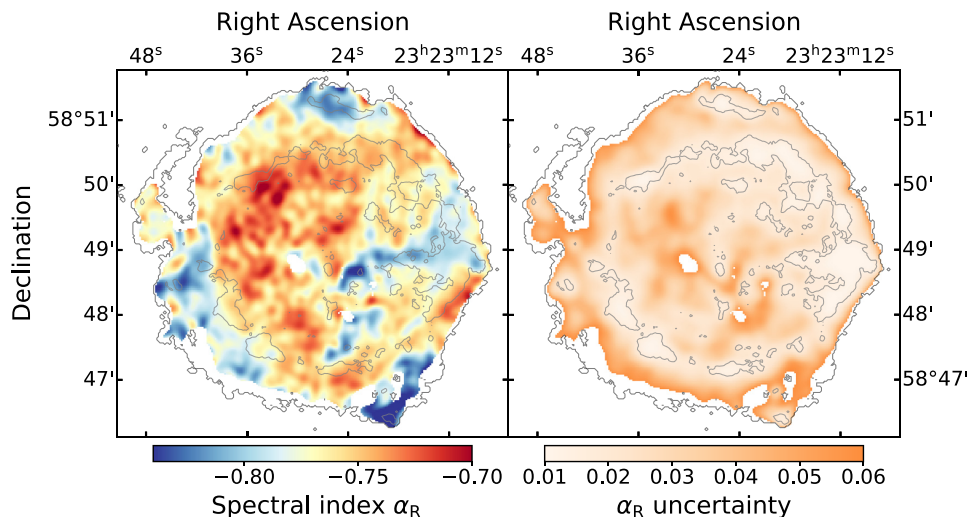 Right Ascension Right Ascension
48ˢ 36ˢ 24ˢ 23ʰ23ᵐ12ˢ 48ˢ 36ˢ 24ˢ 23ʰ23ᵐ12ˢ
58°51' 51'
50' 50'
49' 49'
48' 48'
47' 58°47'
Declination
−0.80 −0.75 −0.70 0.01 0.02 0.03 0.04 0.05 0.06
Spectral index αR αR uncertainty